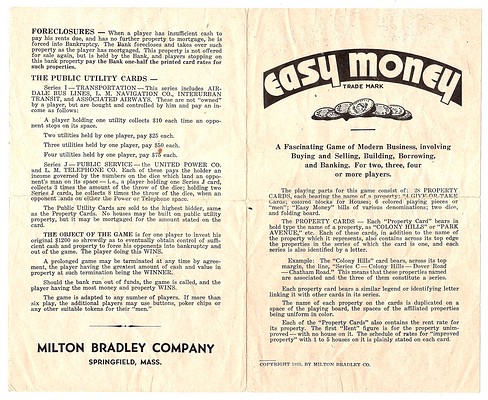 FORECLOSURES — When a player has insufficient cash to
pay his rents due, and has no further property to mortgage, he is
forced into Bankruptcy. The Bank forecloses and takes over such
property as the player has mortgaged. This property is not offered
for sale again, but is held by the Bank, and players stopping on
this bank property pay the Bank one-half the printed card rates for
such properties.
THE PUBLIC UTILITY CARDS —
Series I — TRANSPORTATION — This series includes AIR-
DALE BUS LINES, L. M. NAVIGATION CO., INTERURBAN
TRANSIT, and ASSOCIATED AIRWAYS. These are not "owned"
by a player, but are bought and controlled by him and pay an in-
come as follows:
A player holding one utility collects $10 each time an oppon-
ent stops on its space.
Two utilities held by one player, pay $25 each.
Three utilities held by one player, pay $50 each.
Four utilities held by one player, pay $75 each.
Series J — PUBLIC SERVICE — the UNITED POWER CO.
and L. M. TELEPHONE CO. Each of these pays the holder an
income governed by the numbers on the dice which land an oppon-
ent's man on its space — i.e., a player holding one Series J card,
collects 2 times the amount of the throw of the dice; holding two
Series J cards, he collects 8 times the throw of the dice, when an
opponent lands on either the Power or Telephone space.
The Public Utility Cards are sold to the highest bidder, same
as the Property Cards. No houses may be built on public utility
property, but it may be mortgaged for the amount stated on the
card.
THE OBJECT OF THE GAME is for one player to invest his
original $1200 so shrewdly as to eventually obtain control of suffi-
cient cash and property to force his opponents into bankruptcy and
out of the game. The player doing this WINS.
A prolonged game may be terminated at any time by agree-
ment, the player having the greatest amount of cash and value in
property at such termination being the WINNER.
Should the bank run out of funds, the game is called, and the
player having the most money and property WINS.
The game is adapted to any number of players. If more than
six play, the additional players may use buttons, poker chips or
any other suitable tokens for their "men."
MILTON BRADLEY COMPANY
SPRINGFIELD, MASS.
easy money
TRADE MARK
A Fascinating Game of Modern Business, involving
Buying and Selling, Building, Borrowing,
and Banking. For two, three, four
or more players.
The playing parts for this game consist of: 28 PROPERTY
CARDS, each bearing the name of a property; GIVE OR TAKE
Cards; colored blocks for Houses; 6 colored playing pieces or
"men"; "Easy Money" bills of various denominations; two dice,
and folding board.
THE PROPERTY CARDS — Each "Property Card" bears in
bold type the name of a property, as "COLONY HILLS" or "PARK
AVENUE," etc. Each of these cards, in addition to the name of
the property which it represents, also contains across its top edge
the properties in the series of which the card is one, and each
series is also identified by a letter.
Example: The "Colony Hills" card bears, across its top
margin, the line, "Series C — Colony Hills — Dover Road
— Chatham Road." This means that these properties named
are associated and the three of them constitute a series.
Each property card bears a similar legend or identifying letter
linking it with other cards in its series.
The name of each property on the cards is duplicated on a
space of the playing board, the spaces of the affiliated properties
being uniform in color.
Each of the "Property Cards" also contains the rent rate for
its property. The first "Rent" figure is for the property unim-
proved — with no house on it. The schedule of rates for "improved
property" with 1 to 5 houses on it is plainly stated on each card.
COPYRIGHT BY MILTON BRADLEY CO.